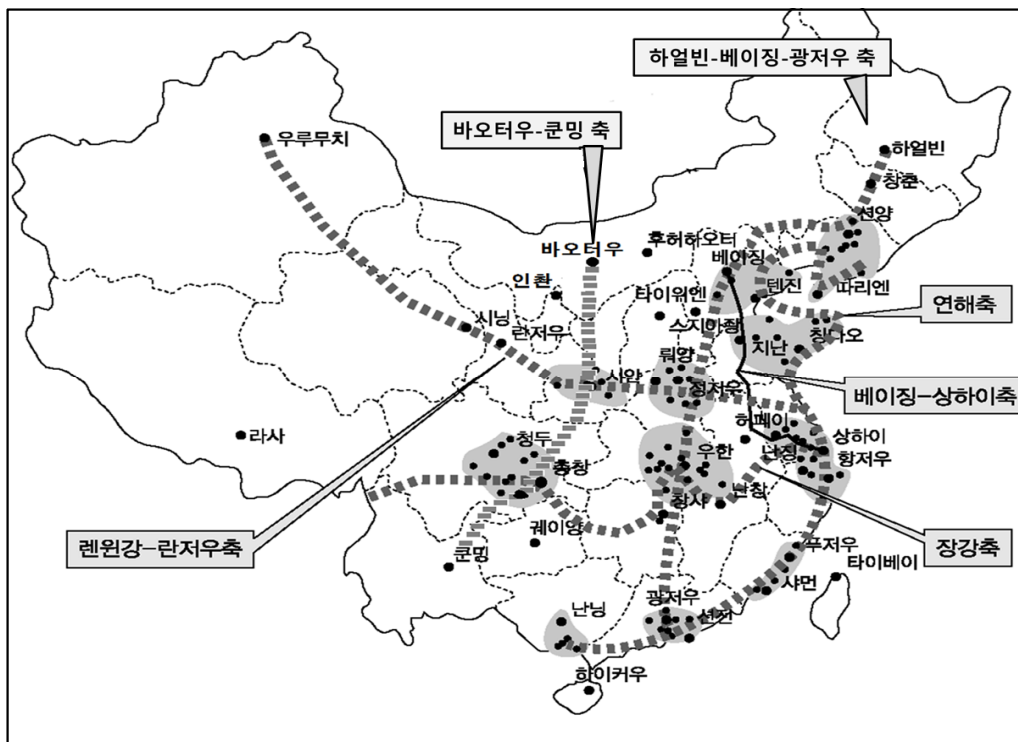 하얼빈-베이징-광저우 축
바오터우-쿤밍 축
우루무치
하얼빈
창춘
션양
바오터우
후허하오터
베이징
인촨
톈진
따리엔
타이위엔
연해축
시닝
란저우
스지아좡
칭다오
지난
뤄양
시안
정저우
베이징-상하이축
허페이
라사
청두
우한
난징
상하이
항저우
충칭
창샤
난창
렌윈강-란저우축
궤이양
쿤밍
장강축
푸저우
타이베이
샤먼
난닝
광저우
선전
하이커우